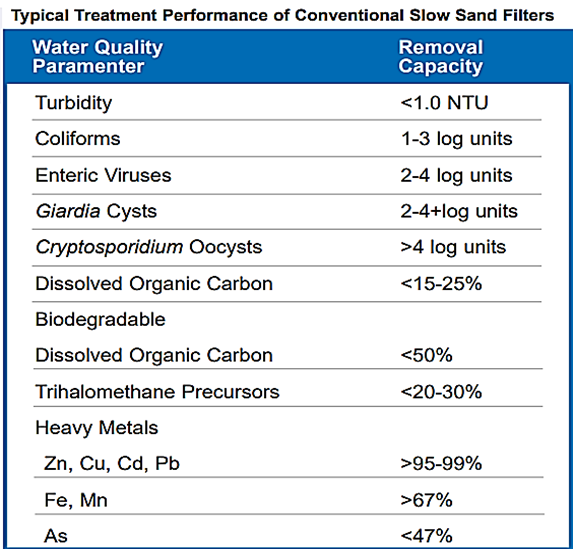 Typical Treatment Performance of Conventional Slow Sand Filters
Water Quality Removal
Paramenter Capacity
Turbidity <1.0 NTU
Coliforms 1-3 log units
Enteric Viruses 2-4 log units
Giardia Cysts 2-4+log units
Cryptosporidium Oocysts >4 log units
Dissolved Organic Carbon <15-25%
Biodegradable
Dissolved Organic Carbon <50%
Trihalomethane Precursors <20-30%
Heavy Metals
Zn, Cu, Cd, Pb >95-99%
Fe, Mn >67%
As <47%